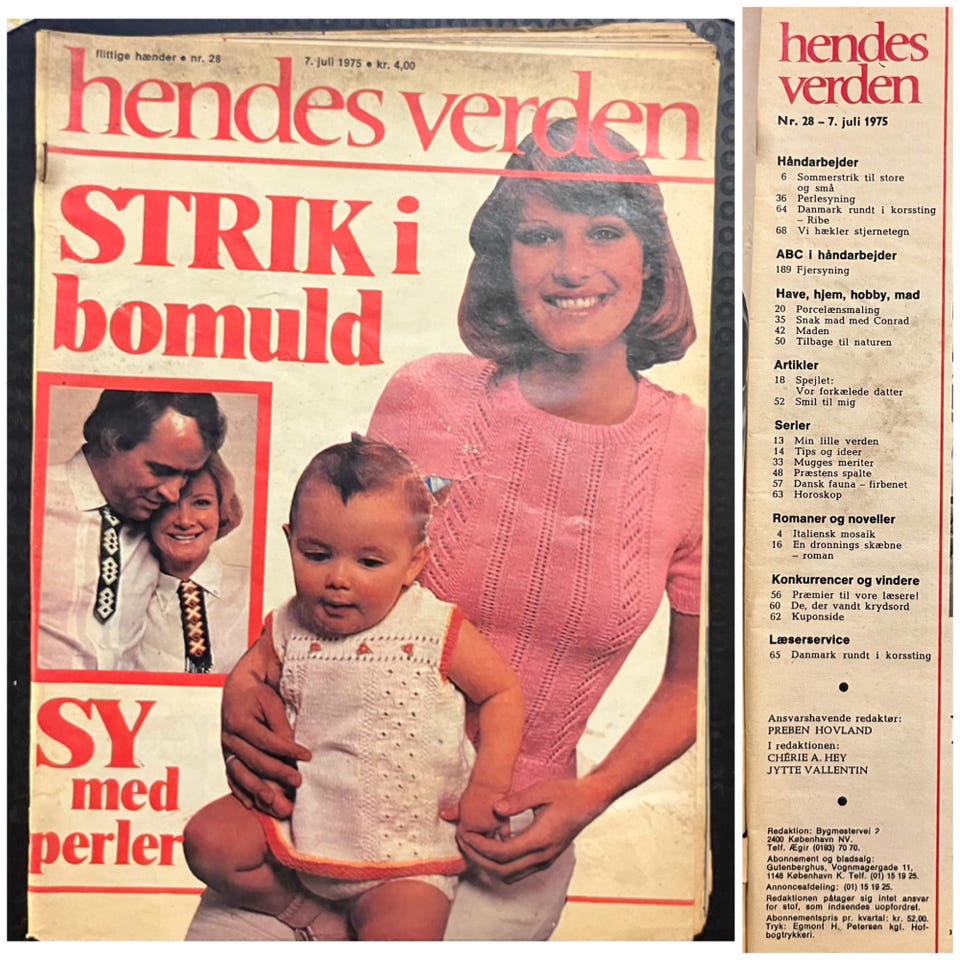 flittige hænder • nr. 28
7. juli 1975 • kr. 4,00
hendes verden
STRIK i
bomuld
SY
med
perler
hendes
verden
Nr. 28 – 7. juli 1975
Håndarbejder
6 Sommerstrik til store
og små
36 Perlesyning
64 Danmark rundt i korssting
– Ribe
68 Vi hækler stjernetegn
ABC i håndarbejder
189 Fjersyning
Have, hjem, hobby, mad
20 Porcelænsmaling
35 Snak mad med Conrad
42 Maden
50 Tilbage til naturen
Artikler
18 Spejlet:
Vor forkælede datter
52 Smil til mig
Serier
13 Min lille verden
14 Tips og ideer
33 Mugges meriter
48 Præstens spalte
57 Dansk fauna – firbenet
63 Horoskop
Romaner og noveller
4 Italiensk mosaik
16 En dronnings skæbne
– roman
Konkurrencer og vindere
56 Præmier til vore læsere!
60 De, der vandt krydsord
62 Kuponside
Læserservice
65 Danmark rundt i korssting
Ansvarshavende redaktør:
PREBEN HOVLAND
I redaktionen:
CHÉRIE A. HEY
JYTTE VALLENTIN
Redaktion: Bygmestervej 2
2400 København NV.
Telf. Ægir (0193) 70 70.
Abonnement og bladsalg:
Gutenberghus, Vognmagergade 11,
1148 København K. Telf. (01) 15 19 25.
Annonceafdeling: (01) 15 19 25.
Redaktionen påtager sig intet ansvar
for stof, som indsendes uopfordret.
Abonnementspris pr. kvartal: kr. 52,00.
Tryk: Egmont H. Petersen kgl. Hof-
bogtrykkeri.